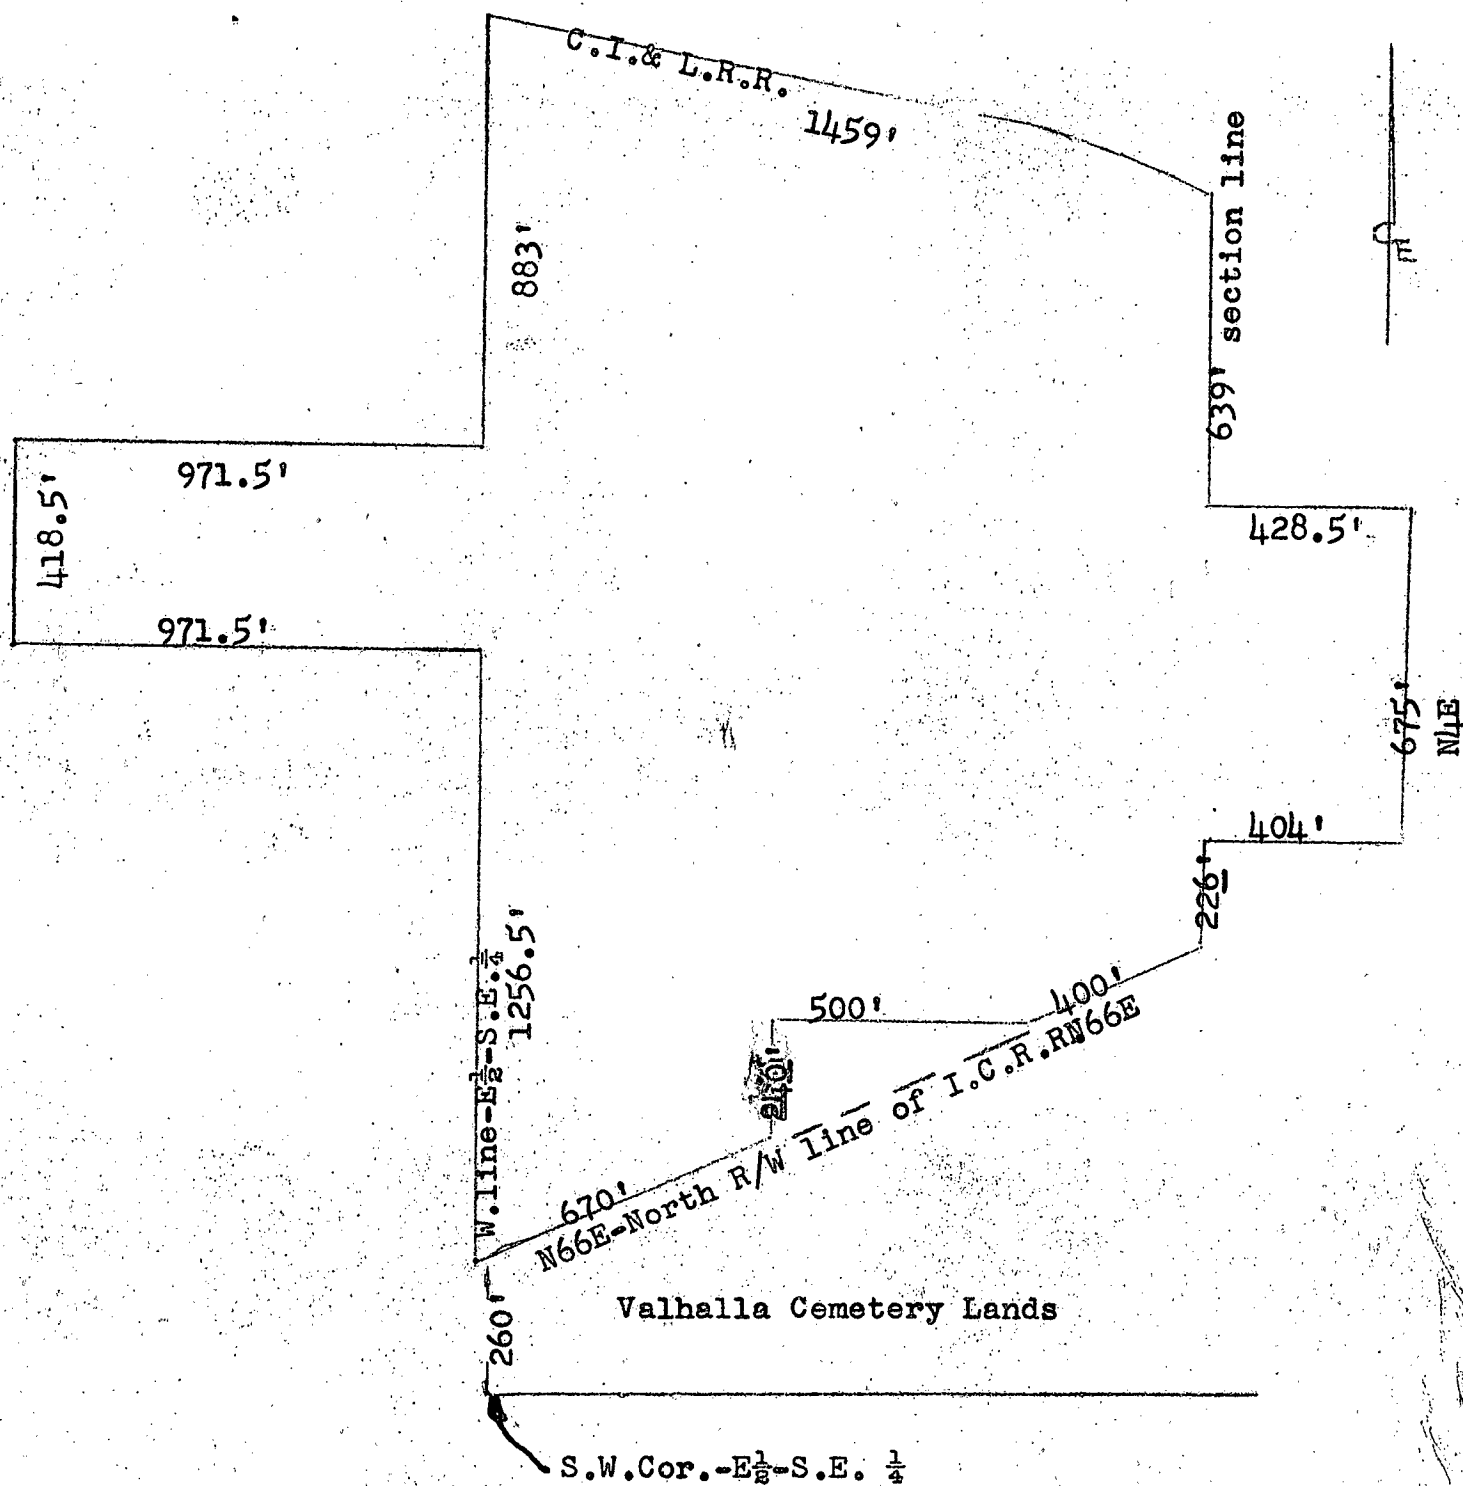 C.I.& L.R.R.
1459'
883'
639' section line
E
971.5'
418.5'
971.5'
428.5'
675'
N4E
404'
226'
W.line-E½-S.E.¼
1256.5'
500'
400'
240'
670'
N66E-North R/W line of I.C.R.R.N66E
260'
Valhalla Cemetery Lands
S.W.Cor.-E½-S.E. ¼